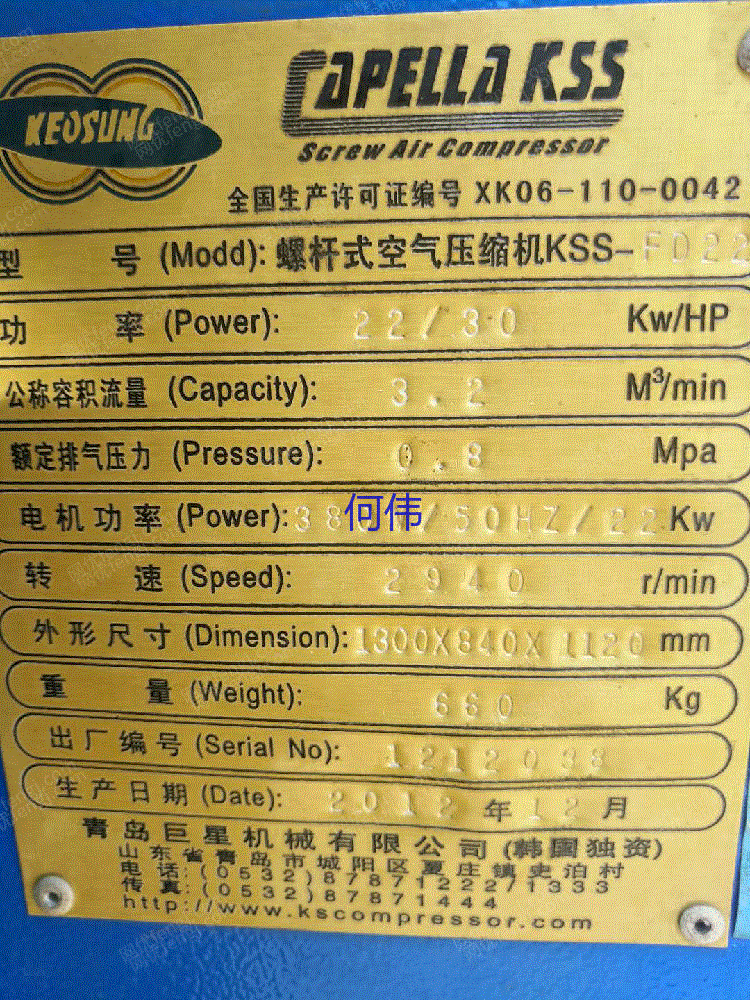 KEOSUNG
CAPELLA KSS
Screw Air Compressor
全国生产许可证编号 XK06-110-0042
型 号 (Modd): 螺杆式空气压缩机KSS-FD22
功 率 (Power): 22/30 Kw/HP
公称容积流量 (Capacity): 3.2 M³/min
额定排气压力 (Pressure): 0.8 Mpa
电机功率 (Power): 38 何伟 /50HZ/22 Kw
转 速 (Speed): 2940 r/min
外形尺寸 (Dimension): 1300X840X1120 mm
重 量 (Weight): 660 Kg
出厂编号 (Serial No): 1212038
生产日期 (Date): 2012 年 12 月
青岛巨星机械有限公司 (韩国独资)
山东省青岛市城阳区夏庄镇史泊村
电话: (0532)87871222/1333
传真: (0532)87871444
http://www.kscompressor.com